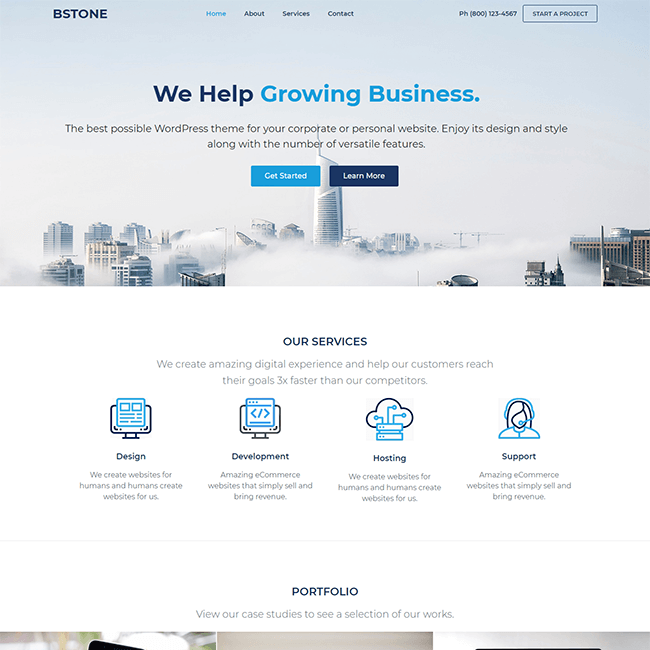 BSTONE
Home About Services Contact
Ph (800) 123-4567 START A PROJECT
We Help Growing Business.
The best possible WordPress theme for your corporate or personal website. Enjoy its design and style
along with the number of versatile features.
Get Started Learn More
OUR SERVICES
We create amazing digital experience and help our customers reach
their goals 3x faster than our competitors.
Design
We create websites for
humans and humans create
websites for us.
Development
Amazing eCommerce
websites that simply sell and
bring revenue.
Hosting
We create websites for
humans and humans create
websites for us.
Support
Amazing eCommerce
websites that simply sell and
bring revenue.
PORTFOLIO
View our case studies to see a selection of our works.